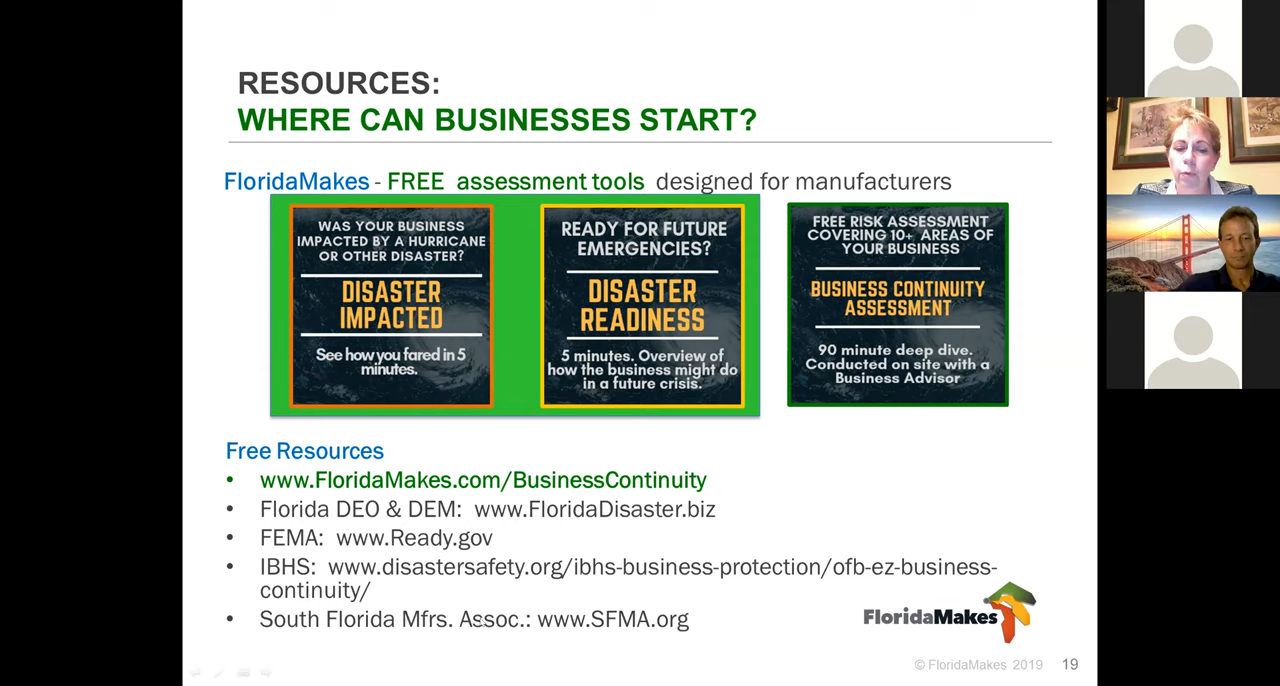 RESOURCES:
WHERE CAN BUSINESSES START?
FloridaMakes - FREE assessment tools designed for manufacturers
WAS YOUR BUSINESS
IMPACTED BY A HURRICANE
OR OTHER DISASTER?
DISASTER
IMPACTED
See how you fared in 5
minutes.
READY FOR FUTURE
EMERGENCIES?
DISASTER
READINESS
5 minutes. Overview of
how the business might do
in a future crisis.
FREE RISK ASSESSMENT
COVERING 10+ AREAS OF
YOUR BUSINESS
BUSINESS CONTINUITY
ASSESSMENT
90 minute deep dive.
Conducted on site with a
Business Advisor
Free Resources
• www.FloridaMakes.com/BusinessContinuity
• Florida DEO & DEM: www.FloridaDisaster.biz
• FEMA: www.Ready.gov
• IBHS: www.disastersafety.org/ibhs-business-protection/ofb-ez-business-
continuity/
• South Florida Mfrs. Assoc.: www.SFMA.org
FloridaMakes
© FloridaMakes 2019 19